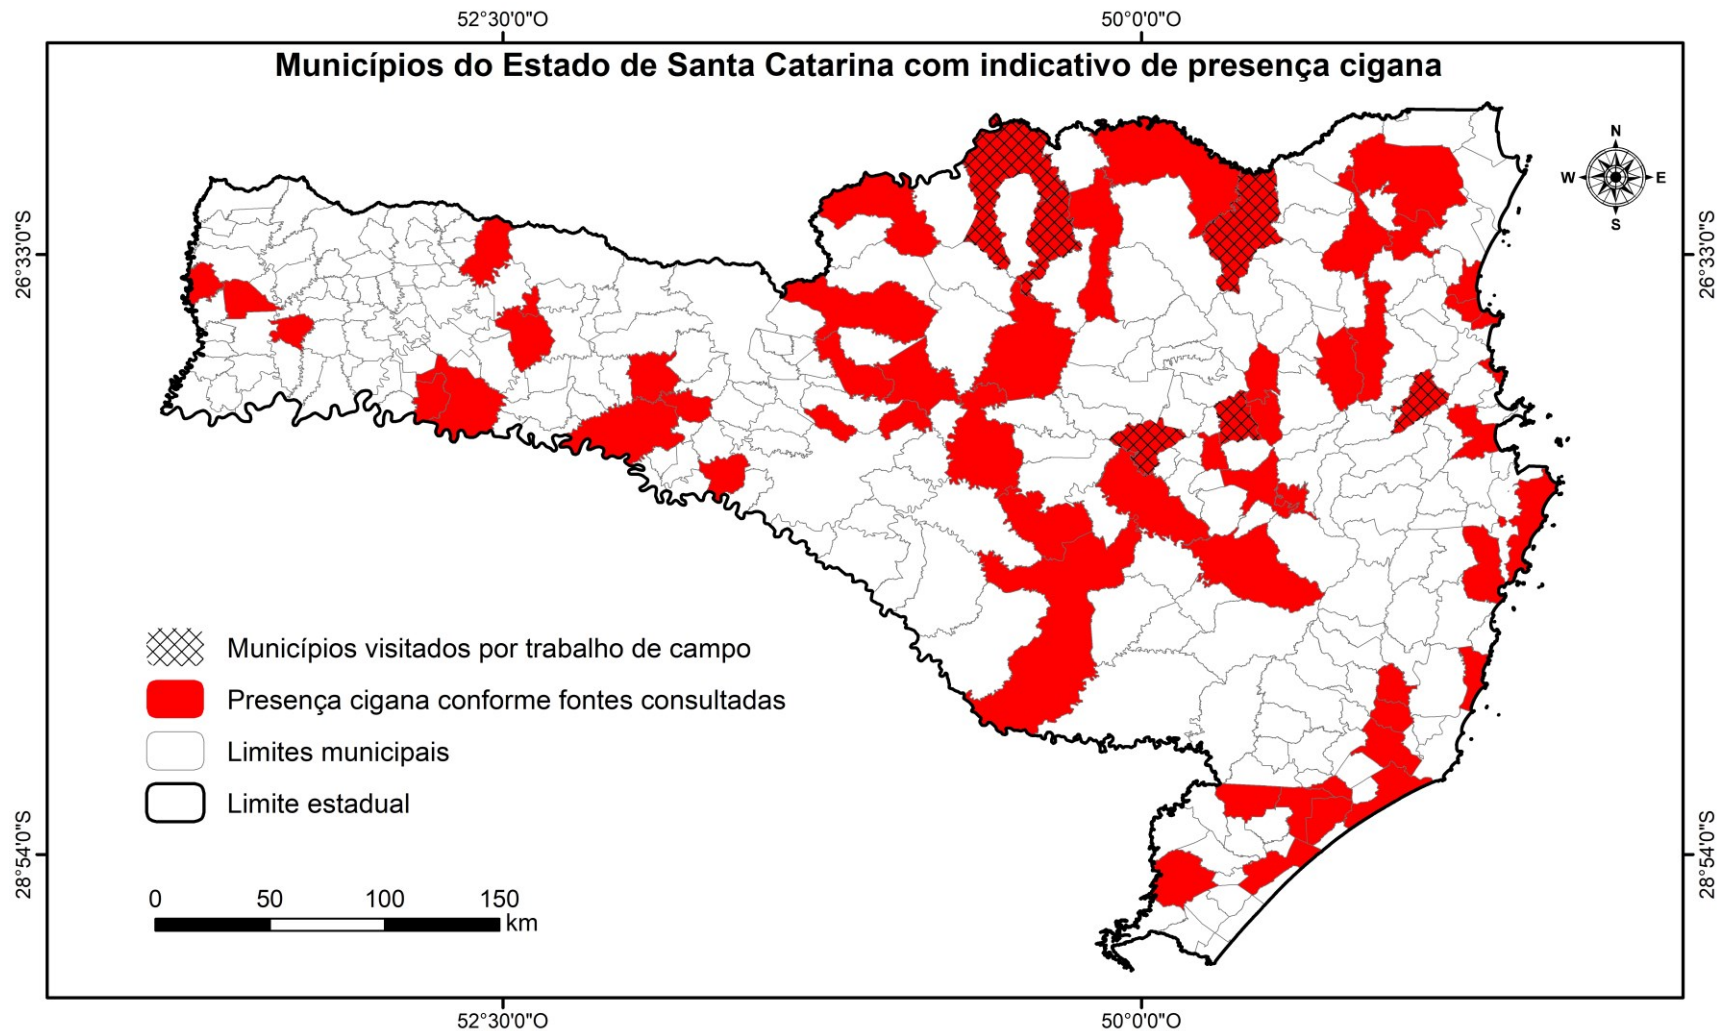 52°30'0"O 50°0'0"O
Municípios do Estado de Santa Catarina com indicativo de presença cigana
N
W E
S
26°33'0"S 26°33'0"S
Municípios visitados por trabalho de campo
Presença cigana conforme fontes consultadas
Limites municipais
Limite estadual
28°54'0"S 28°54'0"S
0 50 100 150
km
52°30'0"O 50°0'0"O